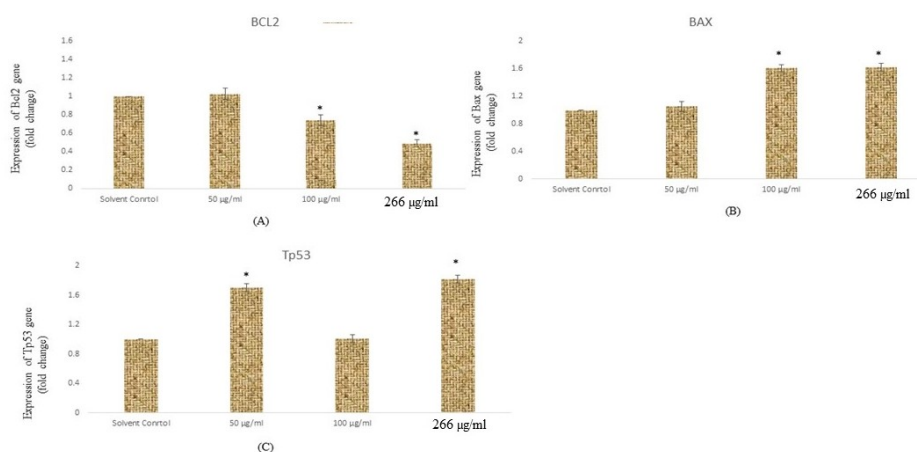 BCL2
Expression of Bcl2 gene
(fold change)
1.6
1.4
1.2
1
0.8
0.6
0.4
0.2
0
*
*
Solvent Conrtol 50 µg/ml 100 µg/ml 266 µg/ml
(A)
BAX
Expression of Bax gene
(fold change)
2
1.6
1.2
0.8
0.4
0
*
*
Solvent Conrtol 50 µg/ml 100 µg/ml 266 µg/ml
(B)
Tp53
Expression of Tp53 gene
(fold change)
2
1.6
1.2
0.8
0.4
0
*
*
Solvent Conrtol 50 µg/ml 100 µg/ml 266 µg/ml
(C)